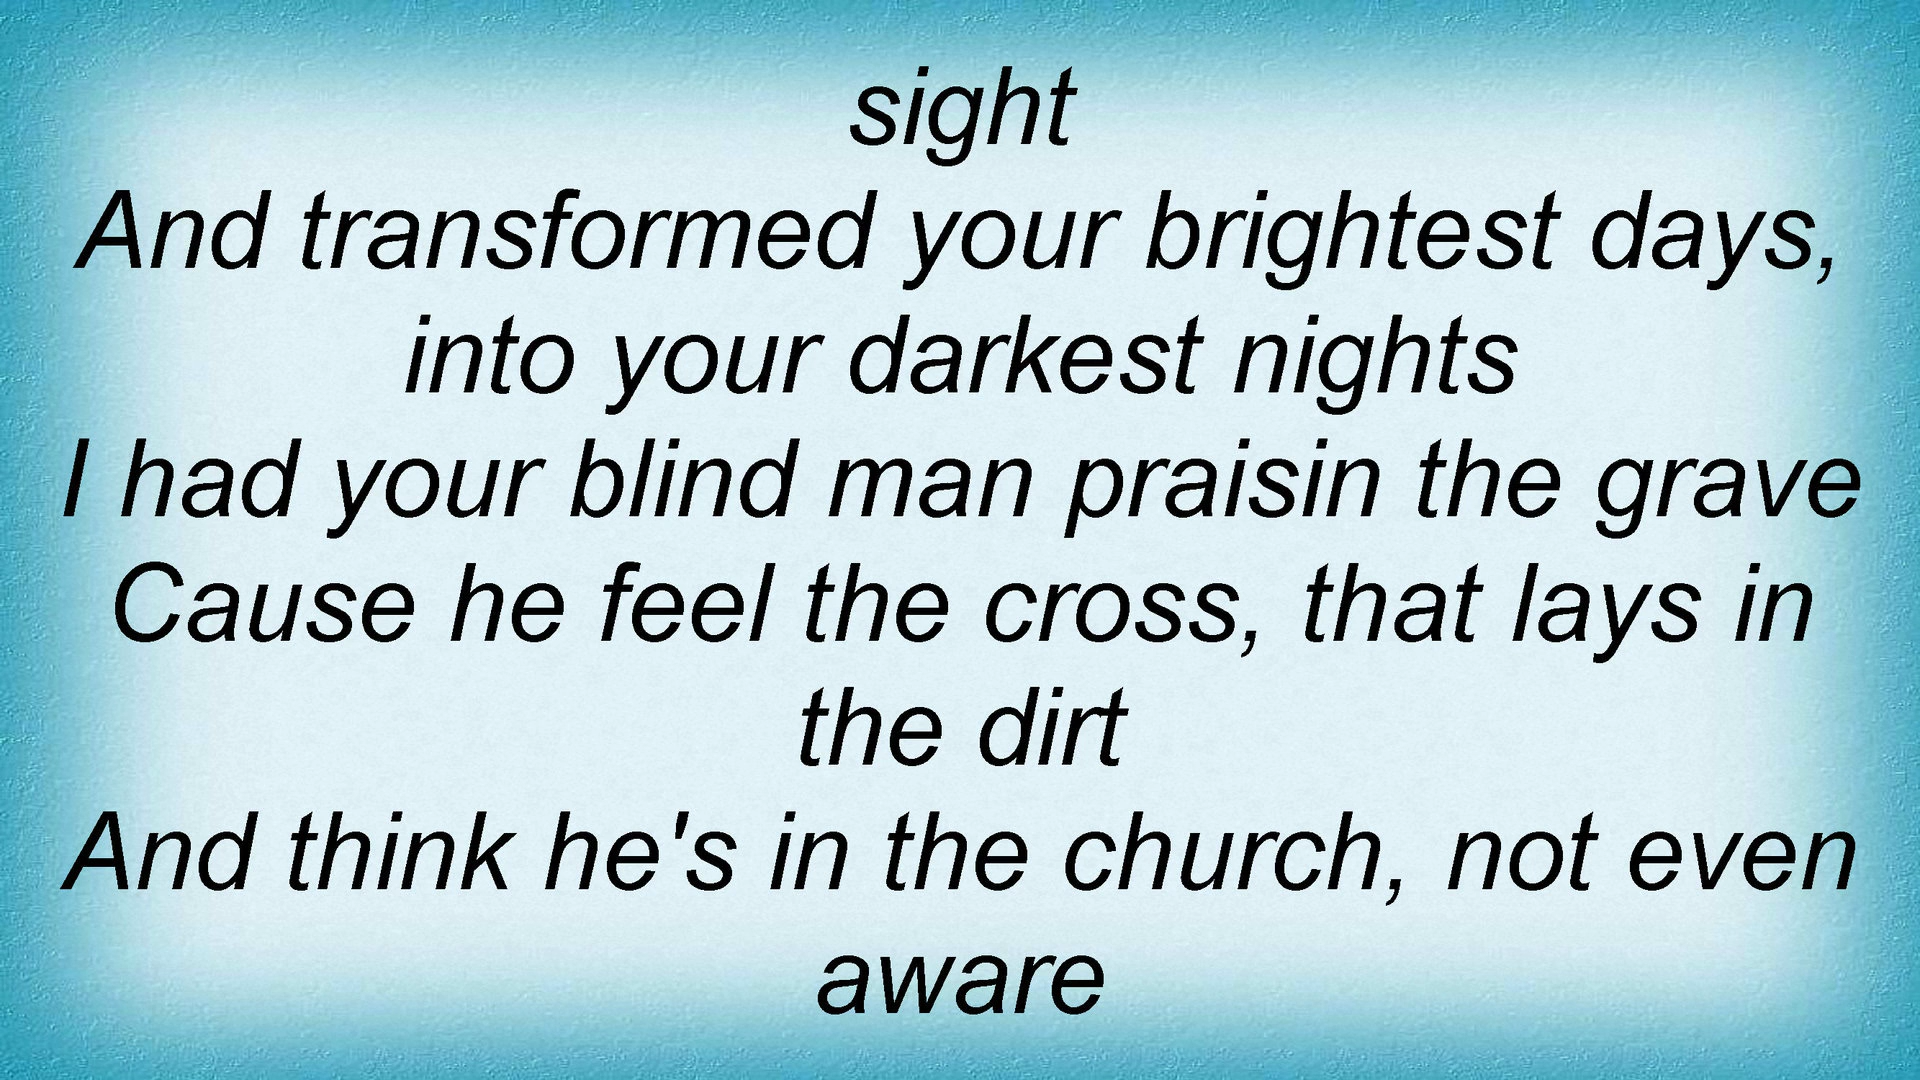 sight
And transformed your brightest days,
into your darkest nights
I had your blind man praisin the grave
Cause he feel the cross, that lays in
the dirt
And think he's in the church, not even
aware